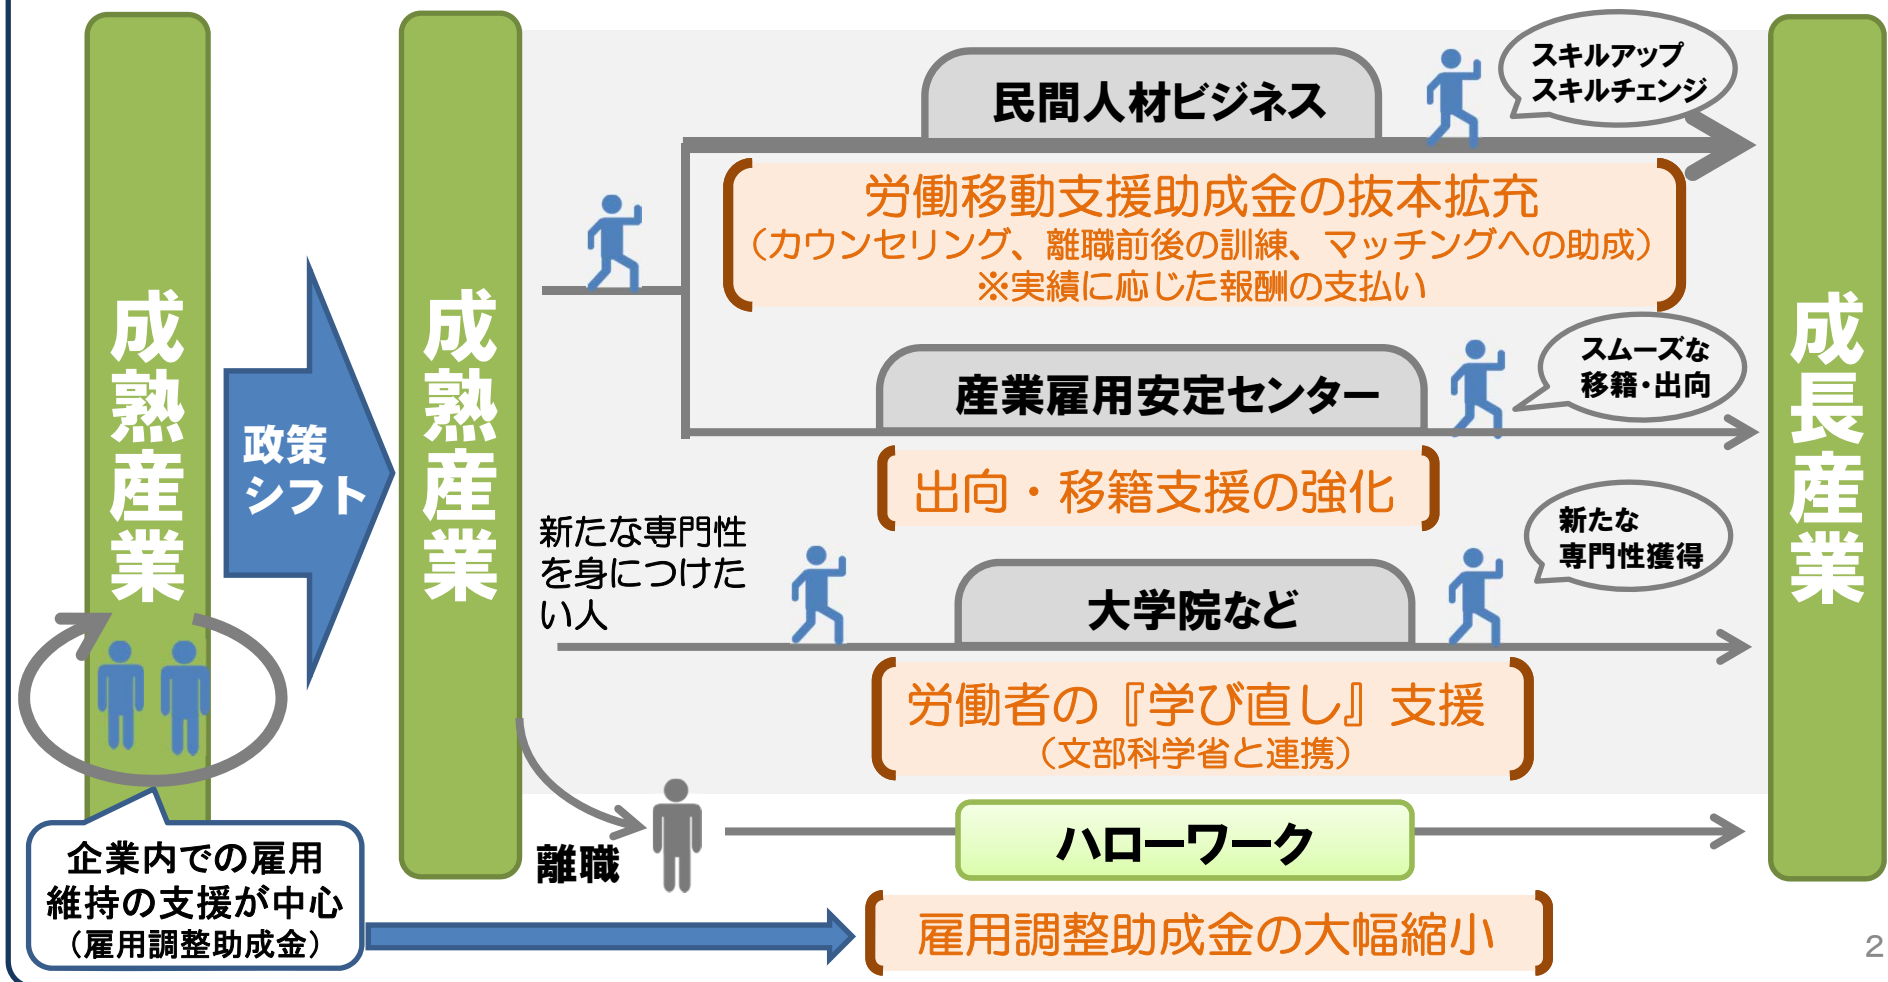 成熟産業
政策
シフト
企業内での雇用
維持の支援が中心
（雇用調整助成金）
成熟産業
民間人材ビジネス
スキルアップ
スキルチェンジ
労働移動支援助成金の抜本拡充
（カウンセリング、離職前後の訓練、マッチングへの助成）
※実績に応じた報酬の支払い
産業雇用安定センター
スムーズな
移籍・出向
出向・移籍支援の強化
新たな専門性
を身につけた
い人
大学院など
新たな
専門性獲得
労働者の『学び直し』支援
（文部科学省と連携）
離職
ハローワーク
雇用調整助成金の大幅縮小
成長産業
2